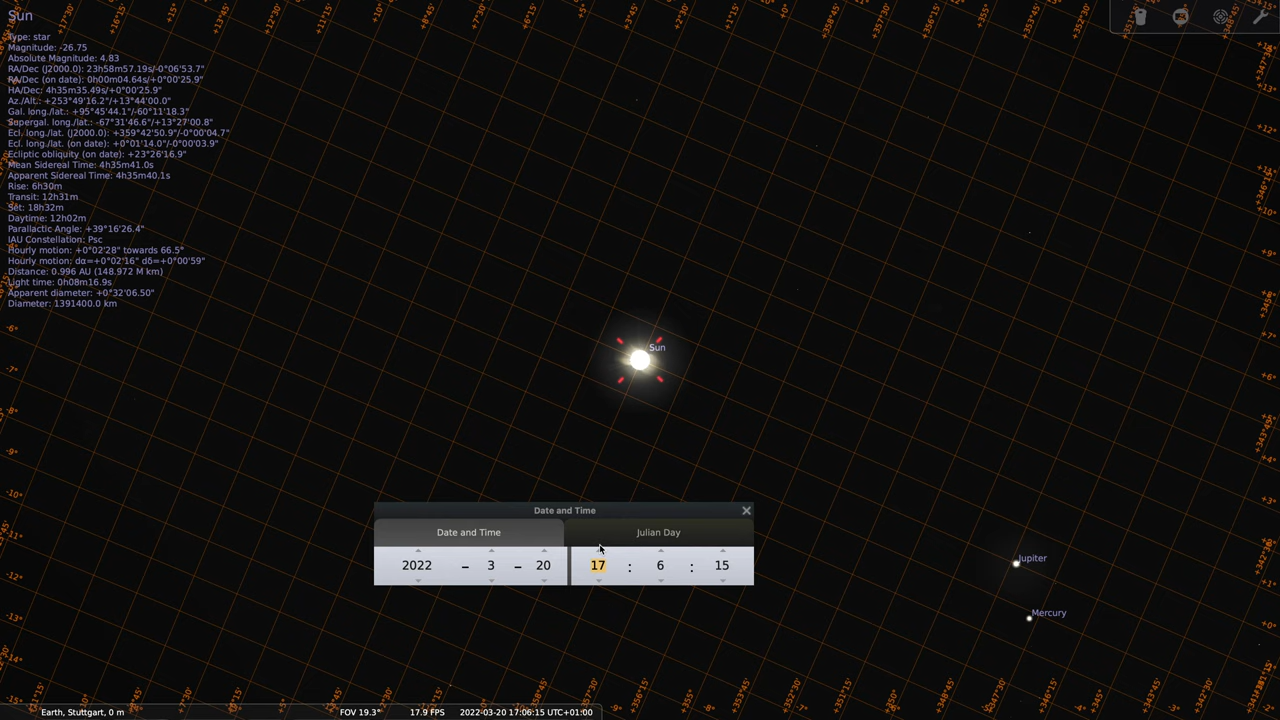 Sun
Type: star
Magnitude: -26.75
Absolute Magnitude: 4.83
RA/Dec (J2000.0): 23h58m57.19s/-0°06'53.7"
RA/Dec (on date): 0h00m04.64s/+0°00'25.9"
HA/Dec: 4h35m35.49s/+0°00'25.9"
Az./Alt.: +253°49'16.2"/+13°44'00.0"
Gal. long./lat.: +95°45'44.1"/-60°11'18.3"
Supergal. long./lat.: -67°31'46.6"/+13°27'00.8"
Ecl. long./lat. (J2000.0): +359°42'50.9"/-0°00'04.7"
Ecl. long./lat. (on date): +0°01'14.0"/-0°00'03.9"
Ecliptic obliquity (on date): +23°26'16.9"
Mean Sidereal Time: 4h35m41.0s
Apparent Sidereal Time: 4h35m40.1s
Rise: 6h30m
Transit: 12h31m
Set: 18h32m
Daytime: 12h02m
Parallactic Angle: +39°16'26.4"
IAU Constellation: Psc
Hourly motion: +0°02'28" towards 66.5°
Hourly motion: dα=+0°02'16" dδ=+0°00'59"
Distance: 0.996 AU (148.972 M km)
Light time: 0h08m16.9s
Apparent diameter: +0°32'06.50"
Diameter: 1391400.0 km
Sun
Date and Time
Date and Time Julian Day
2022 – 3 – 20 17 : 6 : 15
Jupiter
Mercury
-6°
-7°
-8°
-9°
-10°
-12°
-13°
-14°
Earth, Stuttgart, 0 m FOV 19.3° 17.9 FPS 2022-03-20 17:06:15 UTC+01:00